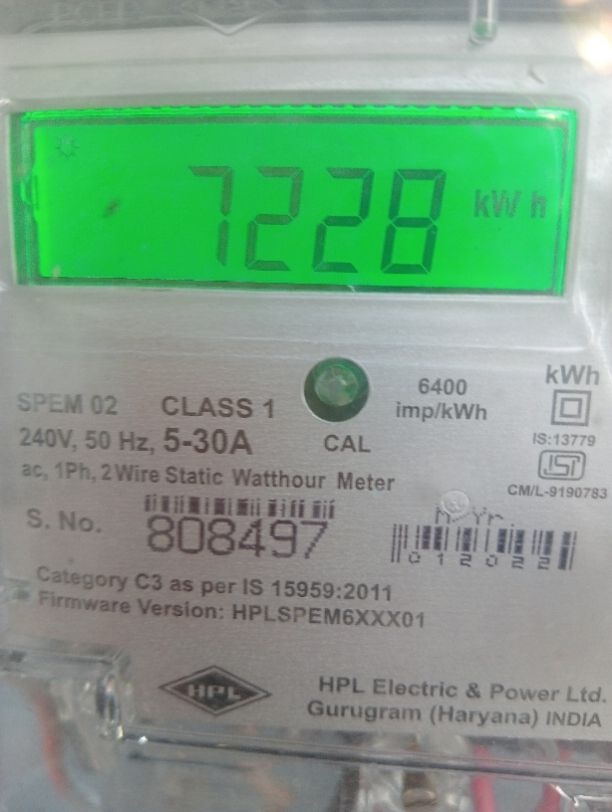 7228 kWh
kWh
6400
imp/kWh
SPEM 02 CLASS 1
240V, 50 Hz, 5-30A
CAL
IS:13779
ISI
CM/L-9190783
ac, 1Ph, 2 Wire Static Watthour Meter
S. No.
808497
M Yr.
012022
Category C3 as per IS 15959:2011
Firmware Version: HPLSPEM6XXX01
HPL
HPL Electric & Power Ltd.
Gurugram (Haryana) INDIA